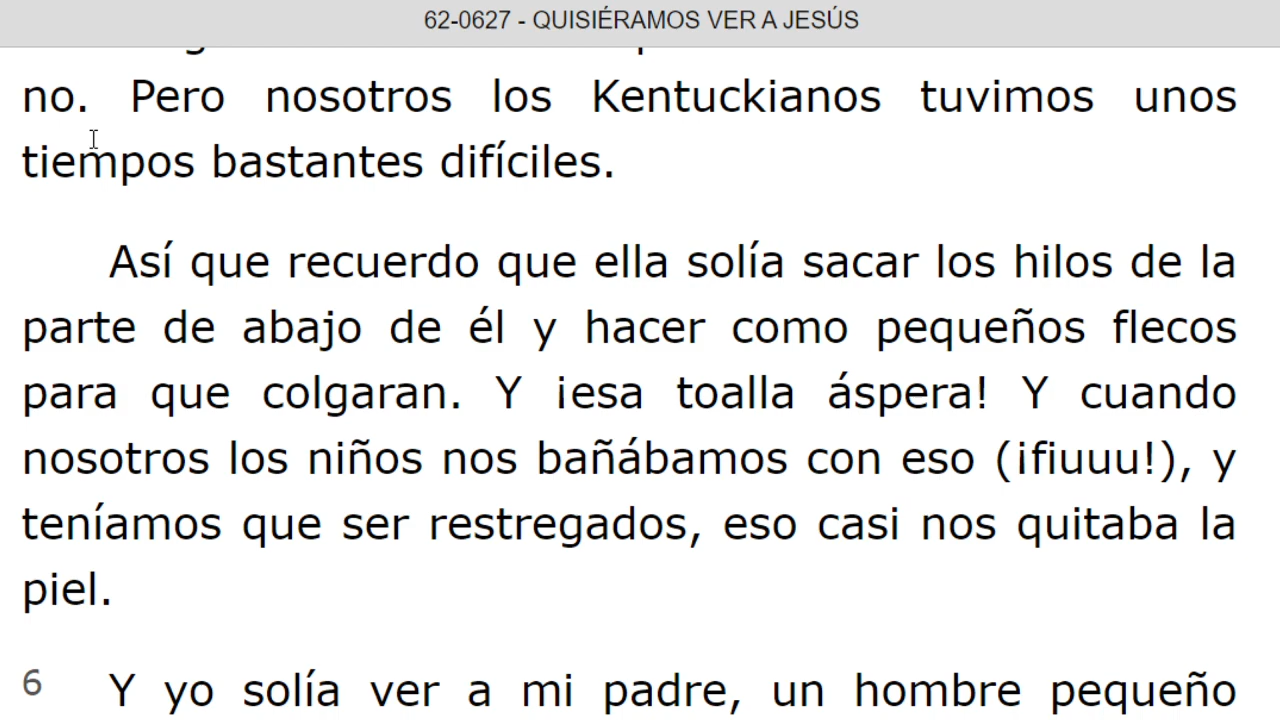 62-0627 - QUISIÉRAMOS VER A JESÚS
no. Pero nosotros los Kentuckianos tuvimos unos
tiempos bastantes difíciles.
Así que recuerdo que ella solía sacar los hilos de la
parte de abajo de él y hacer como pequeños flecos
para que colgaran. Y ¡esa toalla áspera! Y cuando
nosotros los niños nos bañábamos con eso (¡fiuuu!), y
teníamos que ser restregados, eso casi nos quitaba la
piel.
6 Y yo solía ver a mi padre, un hombre pequeño